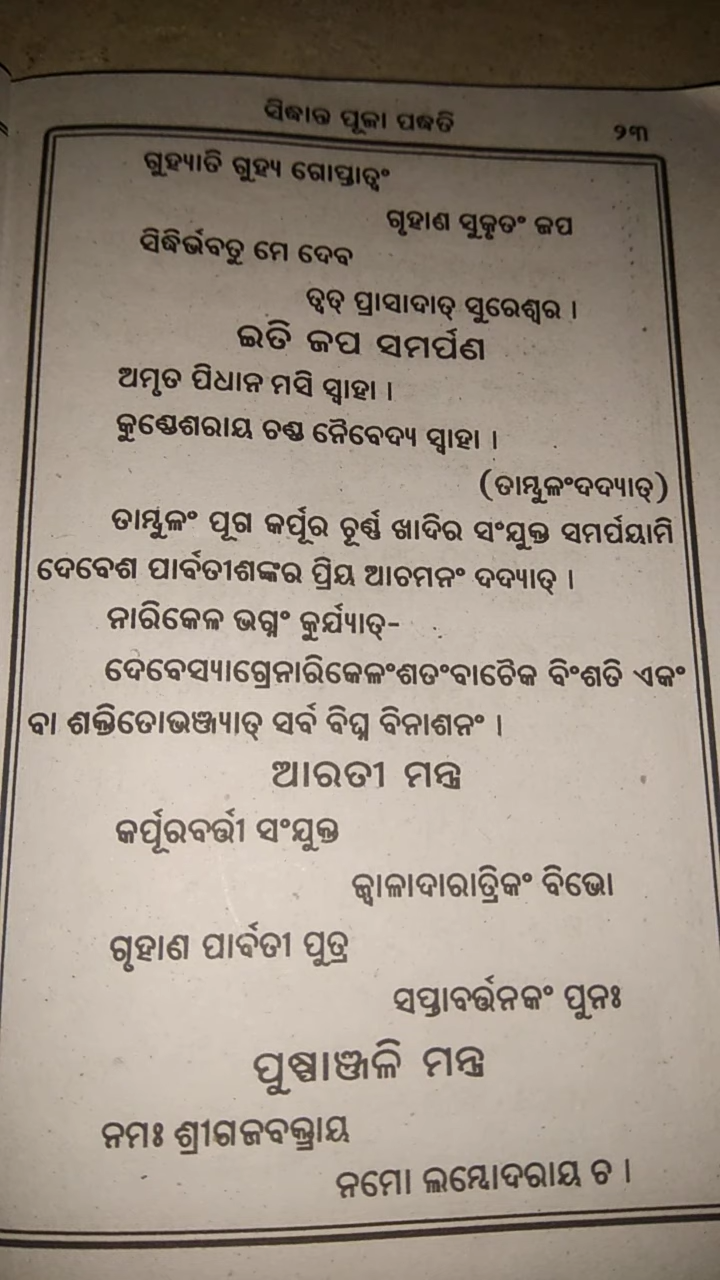 ସିଦ୍ଧାନ୍ତ ପୂଜା ପଦ୍ଧତି ୨୩
ଗୁହ୍ୟାତି ଗୁହ୍ୟ ଗୋପ୍ତାତ୍ୱଂ
ଗୃହାଣ ସୁକୃତଂ ଜପ
ସିଦ୍ଧିର୍ଭବତୁ ମେ ଦେବ
ତ୍ୱତ୍ ପ୍ରାସାଦାତ୍ ସୁରେଶ୍ୱର ।
ଇତି ଜପ ସମର୍ପଣ
ଅମୃତ ପିଧାନ ମସି ସ୍ୱାହା ।
କୁଣ୍ଡେଶରାୟ ଚଣ୍ଡ ନୈବେଦ୍ୟ ସ୍ୱାହା ।
(ତାମ୍ବୁଳଂଦଦ୍ୟାତ୍)
ତାମ୍ବୁଳଂ ପୂଗ କର୍ପୂର ଚୂର୍ଣ୍ଣ ଖାଦିର ସଂଯୁକ୍ତ ସମର୍ପୟାମି
ଦେବେଶ ପାର୍ବତୀଶଙ୍କର ପ୍ରିୟ ଆଚମନଂ ଦଦ୍ୟାତ୍ ।
ନାରିକେଳ ଭଗ୍ନଂ କୁର୍ଯ୍ୟାତ୍-
ଦେବେସ୍ୟାଗ୍ରେନାରିକେଳଂଶତଂବାଚୈକ ବିଂଶତି ଏକଂ
ବା ଶକ୍ତିତୋଭଞ୍ଜ୍ୟାତ୍ ସର୍ବ ବିଘ୍ନ ବିନାଶନଂ ।
ଆରତୀ ମନ୍ତ୍ର
କର୍ପୂରବର୍ତ୍ତୀ ସଂଯୁକ୍ତ
ଜ୍ୱାଳାଦାରାତ୍ରିକଂ ବିଭୋ
ଗୃହାଣ ପାର୍ବତୀ ପୁତ୍ର
ସପ୍ତାବର୍ତ୍ତନକଂ ପୁନଃ
ପୁଷ୍ପାଞ୍ଜଳି ମନ୍ତ୍ର
ନମଃ ଶ୍ରୀଗଜବକ୍ତ୍ରାୟ
ନମୋ ଲମ୍ବୋଦରାୟ ଚ ।